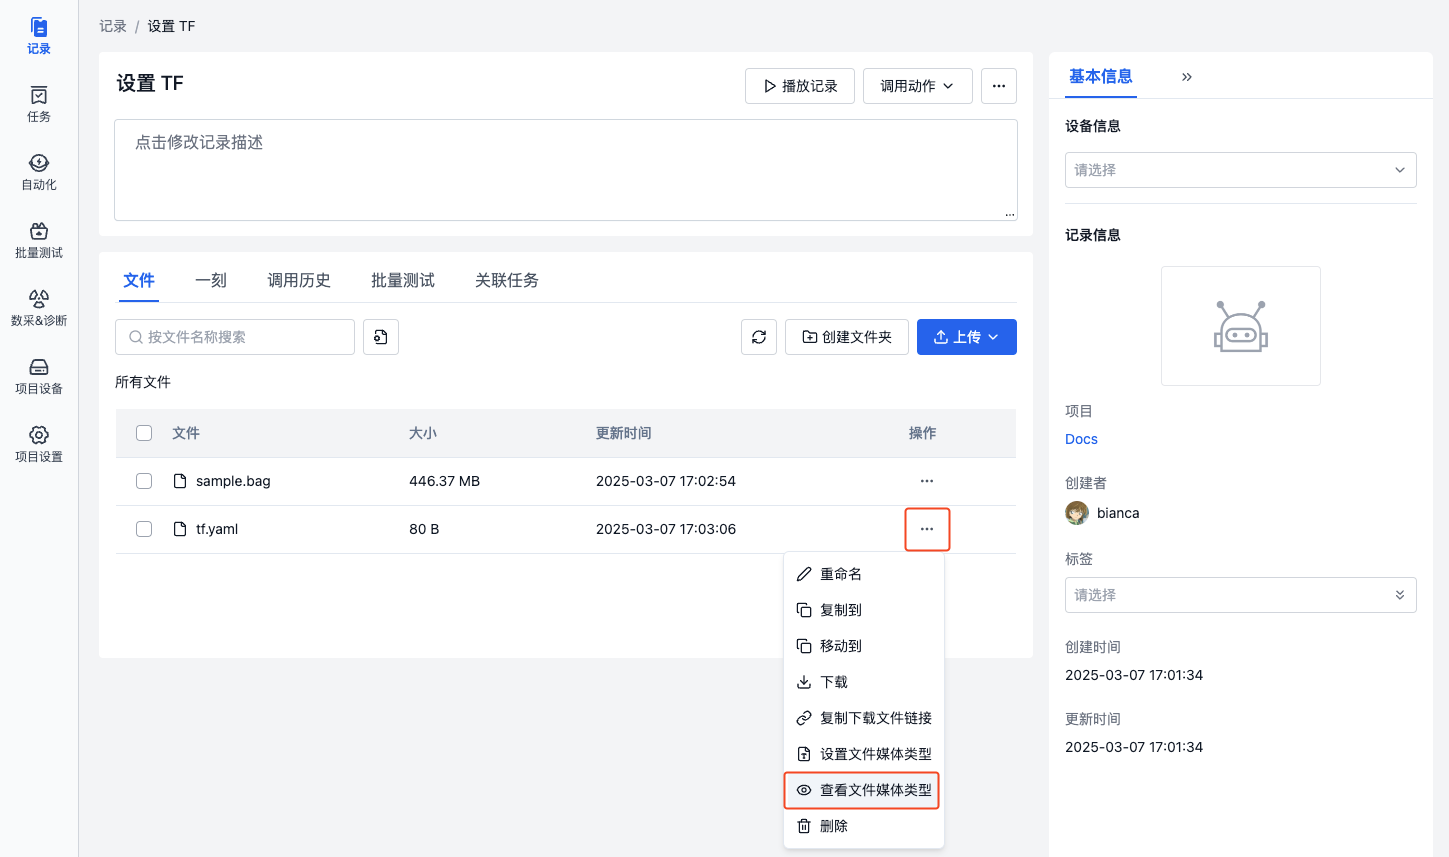 记录
任务
自动化
批量测试
数采&诊断
项目设备
项目设置
记录 / 设置 TF
设置 TF
播放记录
调用动作
点击修改记录描述
文件 一刻 调用历史 批量测试 关联任务
按文件名称搜索
创建文件夹
上传
所有文件
文件 大小 更新时间 操作
sample.bag 446.37 MB 2025-03-07 17:02:54
tf.yaml 80 B 2025-03-07 17:03:06
重命名
复制到
移动到
下载
复制下载文件链接
设置文件媒体类型
查看文件媒体类型
删除
基本信息
设备信息
请选择
记录信息
项目
Docs
创建者
bianca
标签
请选择
创建时间
2025-03-07 17:01:34
更新时间
2025-03-07 17:01:34